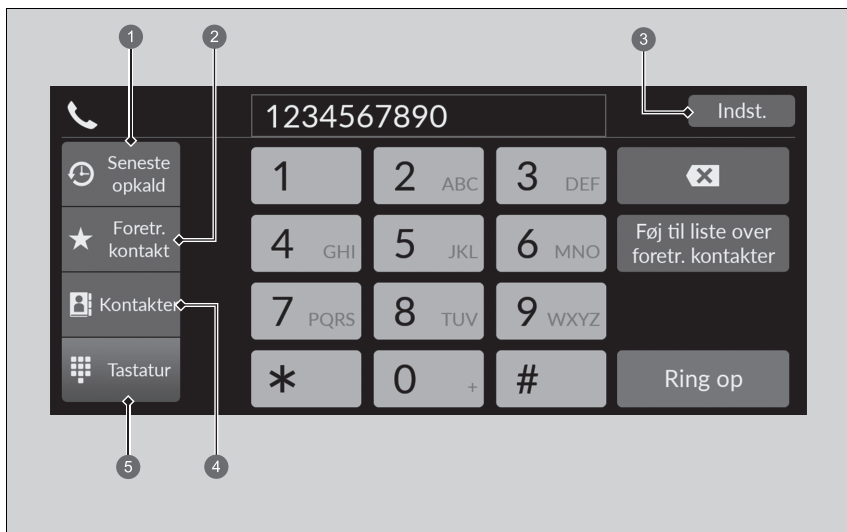 1
2
3
1234567890
Indst.
Seneste
opkald
1
2 ABC
3 DEF
Foretr.
kontakt
4 GHI
5 JKL
6 MNO
Føj til liste over
foretr. kontakter
Kontakter
7 PQRS
8 TUV
9 WXYZ
Tastatur
*
0 +
#
Ring op
5
4